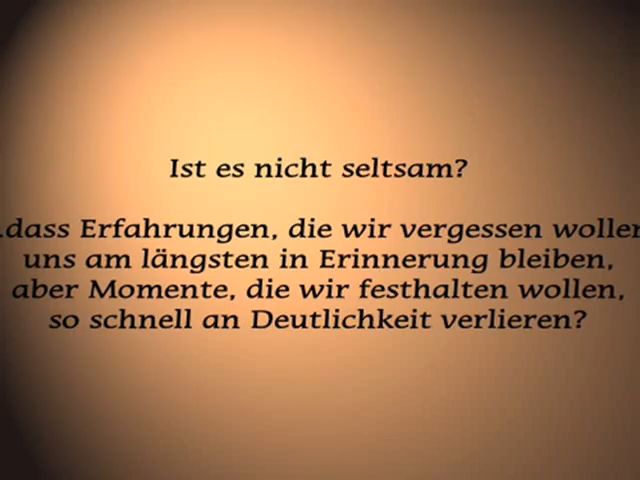 Ist es nicht seltsam?
.dass Erfahrungen, die wir vergessen woller
uns am längsten in Erinnerung bleiben,
aber Momente, die wir festhalten wollen,
so schnell an Deutlichkeit verlieren?